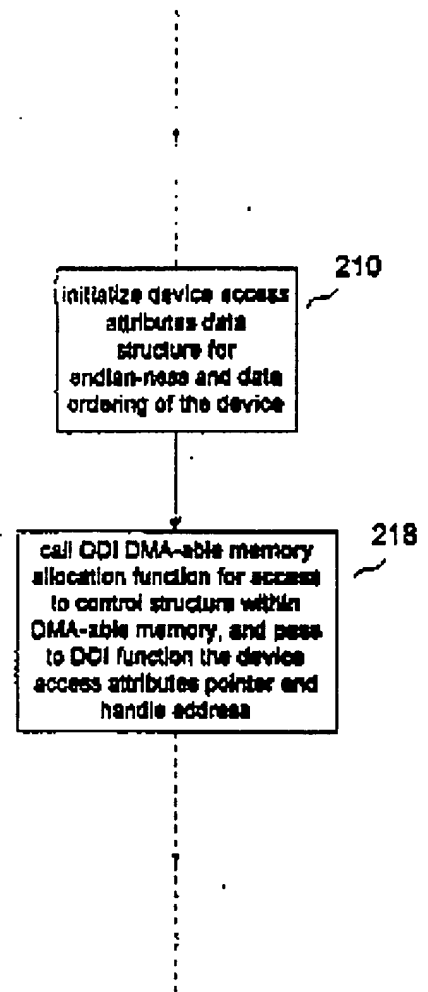 210
initialize device access
attributes data
structure for
endian-ness and data
ordering of the device
218
call DDI DMA-able memory
allocation function for access
to control structure within
DMA-able memory, and pass
to DDI function the device
access attributes pointer and
handle address